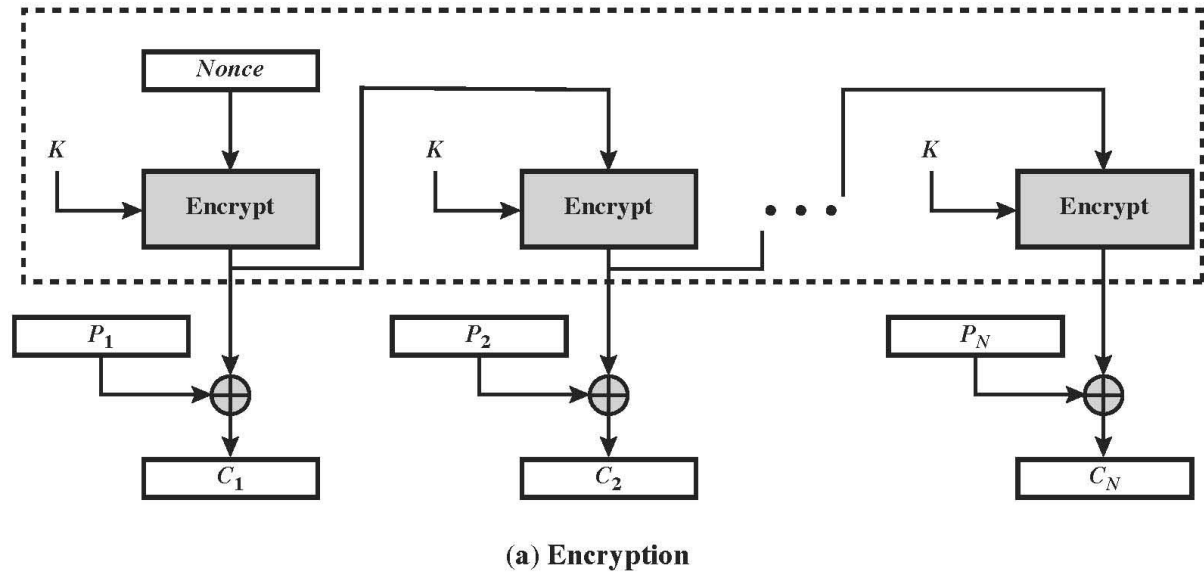 Nonce
K K K
Encrypt Encrypt Encrypt
P1 P2 PN
C1 C2 CN
(a) Encryption